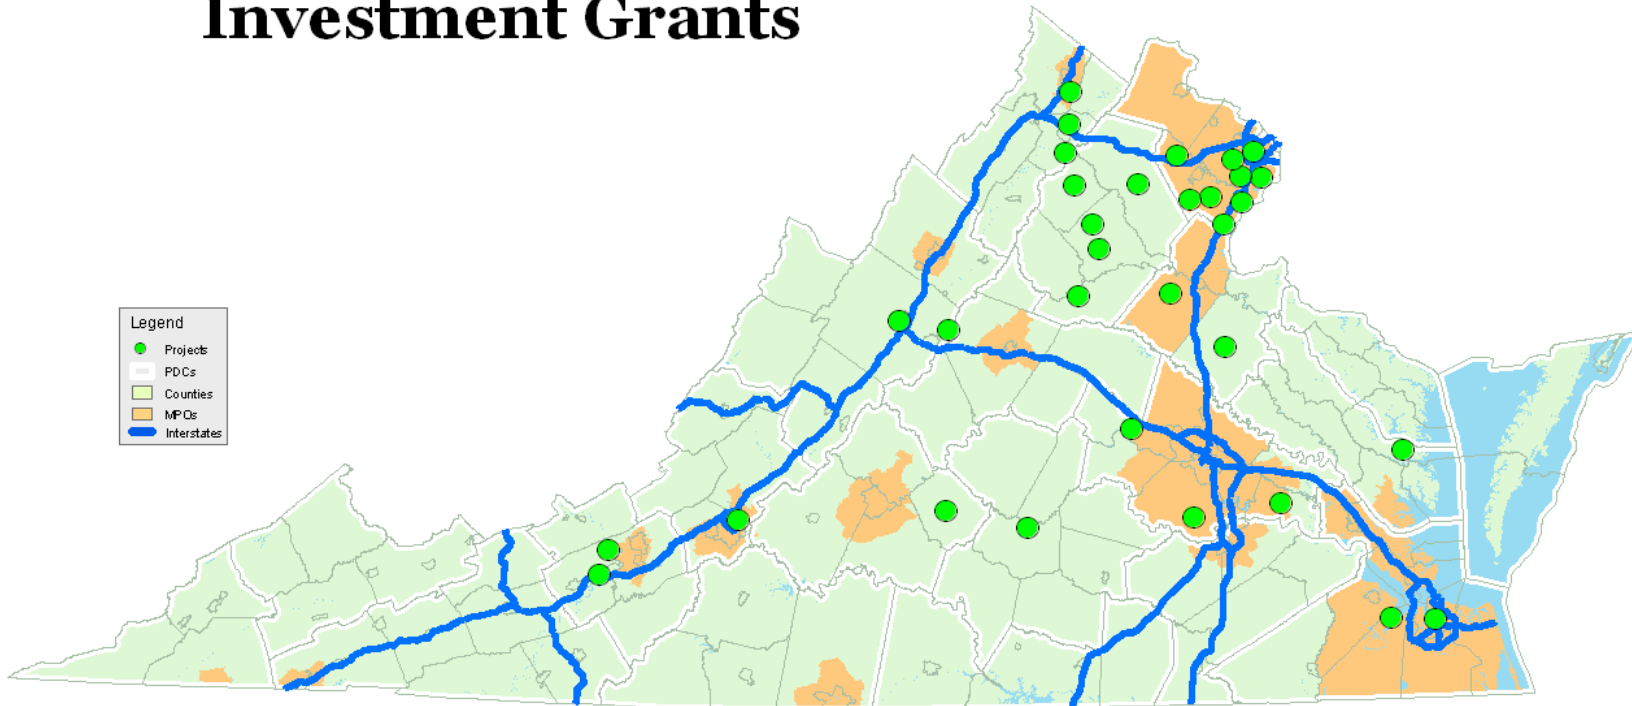 Investment Grants
Legend
Projects
PDCs
Counties
MPOs
Interstates